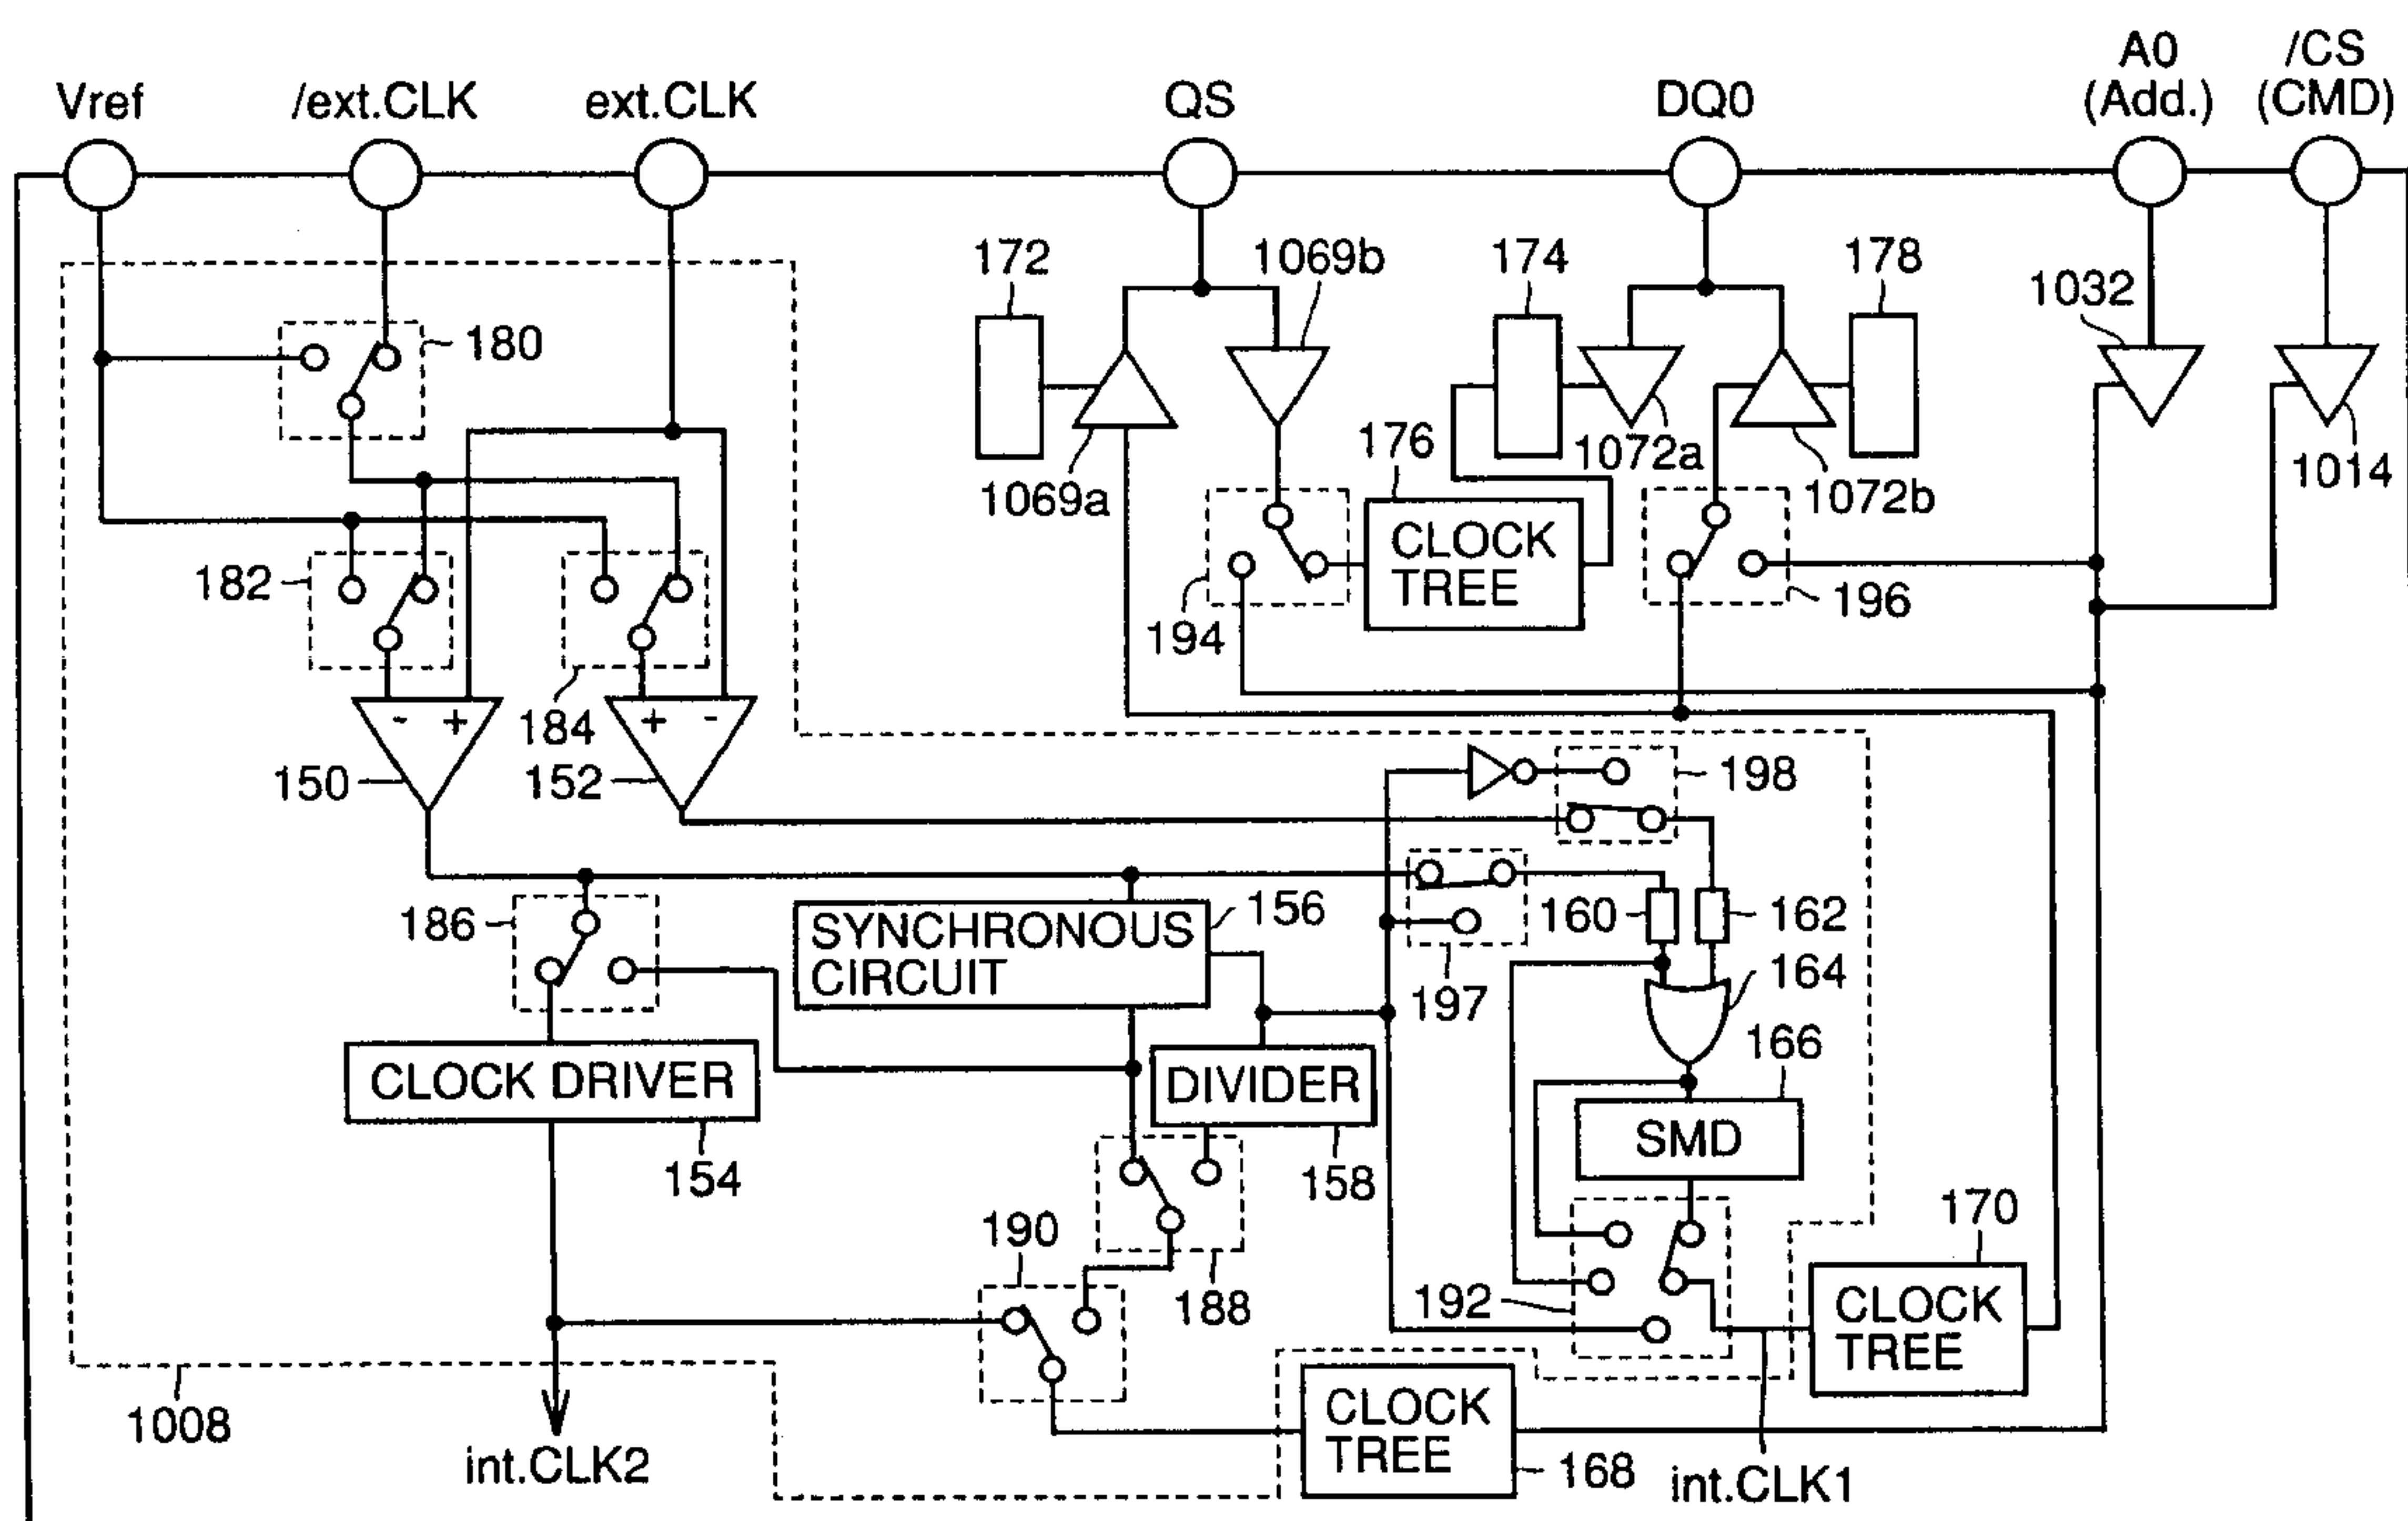 Vref
/ext.CLK
ext.CLK
QS
DQ0
A0
(Add.)
/CS
(CMD)
172
1069b
174
178
1032
180
176
1069a
1072a
1072b
1014
182
CLOCK
TREE
194
196
184
- +
+ -
150
152
198
186
SYNCHRONOUS
CIRCUIT
156
160
162
197
164
CLOCK DRIVER
DIVIDER
166
SMD
154
158
190
188
192
170
CLOCK
TREE
1008
CLOCK
TREE
168
int.CLK2
int.CLK1